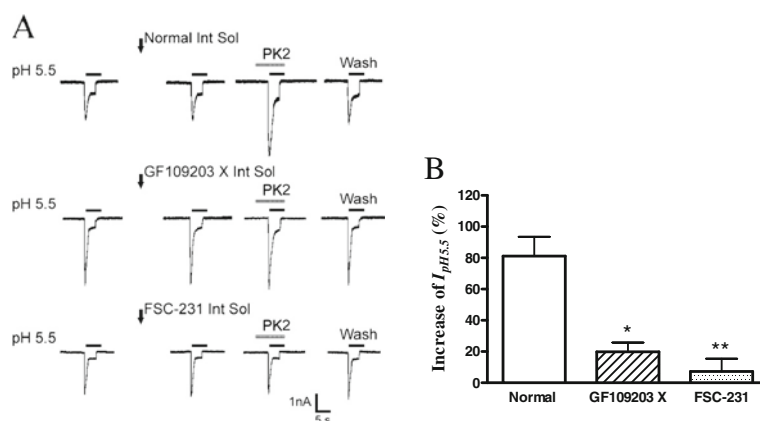 A
Normal Int Sol
pH 5.5
PK2
Wash
GF109203 X Int Sol
pH 5.5
PK2
Wash
FSC-231 Int Sol
pH 5.5
PK2
Wash
1nA
5 s
B
Increase of IpH5.5 (%)
120
100
80
60
40
20
0
*
**
Normal
GF109203 X
FSC-231